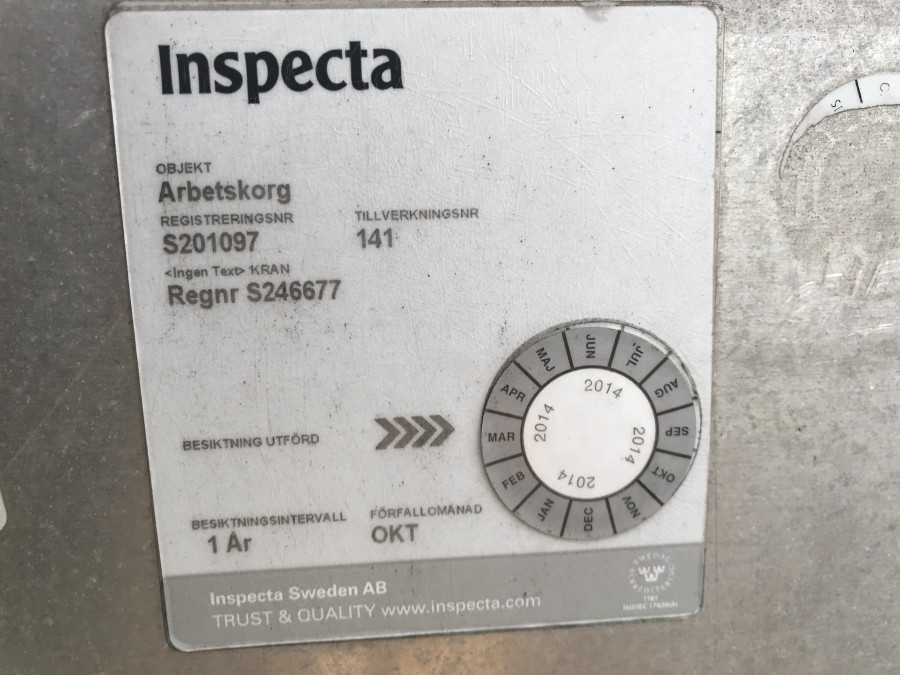 Inspecta
OBJEKT
Arbetskorg
REGISTRERINGSNR TILLVERKNINGSNR
S201097 141
<Ingen Text> KRAN
Regnr S246677
BESIKTNING UTFÖRD
JAN FEB MAR APR MAJ JUN JUL AUG SEP OKT NOV DEC
2014 2014 2014 2014
BESIKTNINGSINTERVALL FÖRFALLOMÅNAD
1 År OKT
Inspecta Sweden AB
TRUST & QUALITY www.inspecta.com